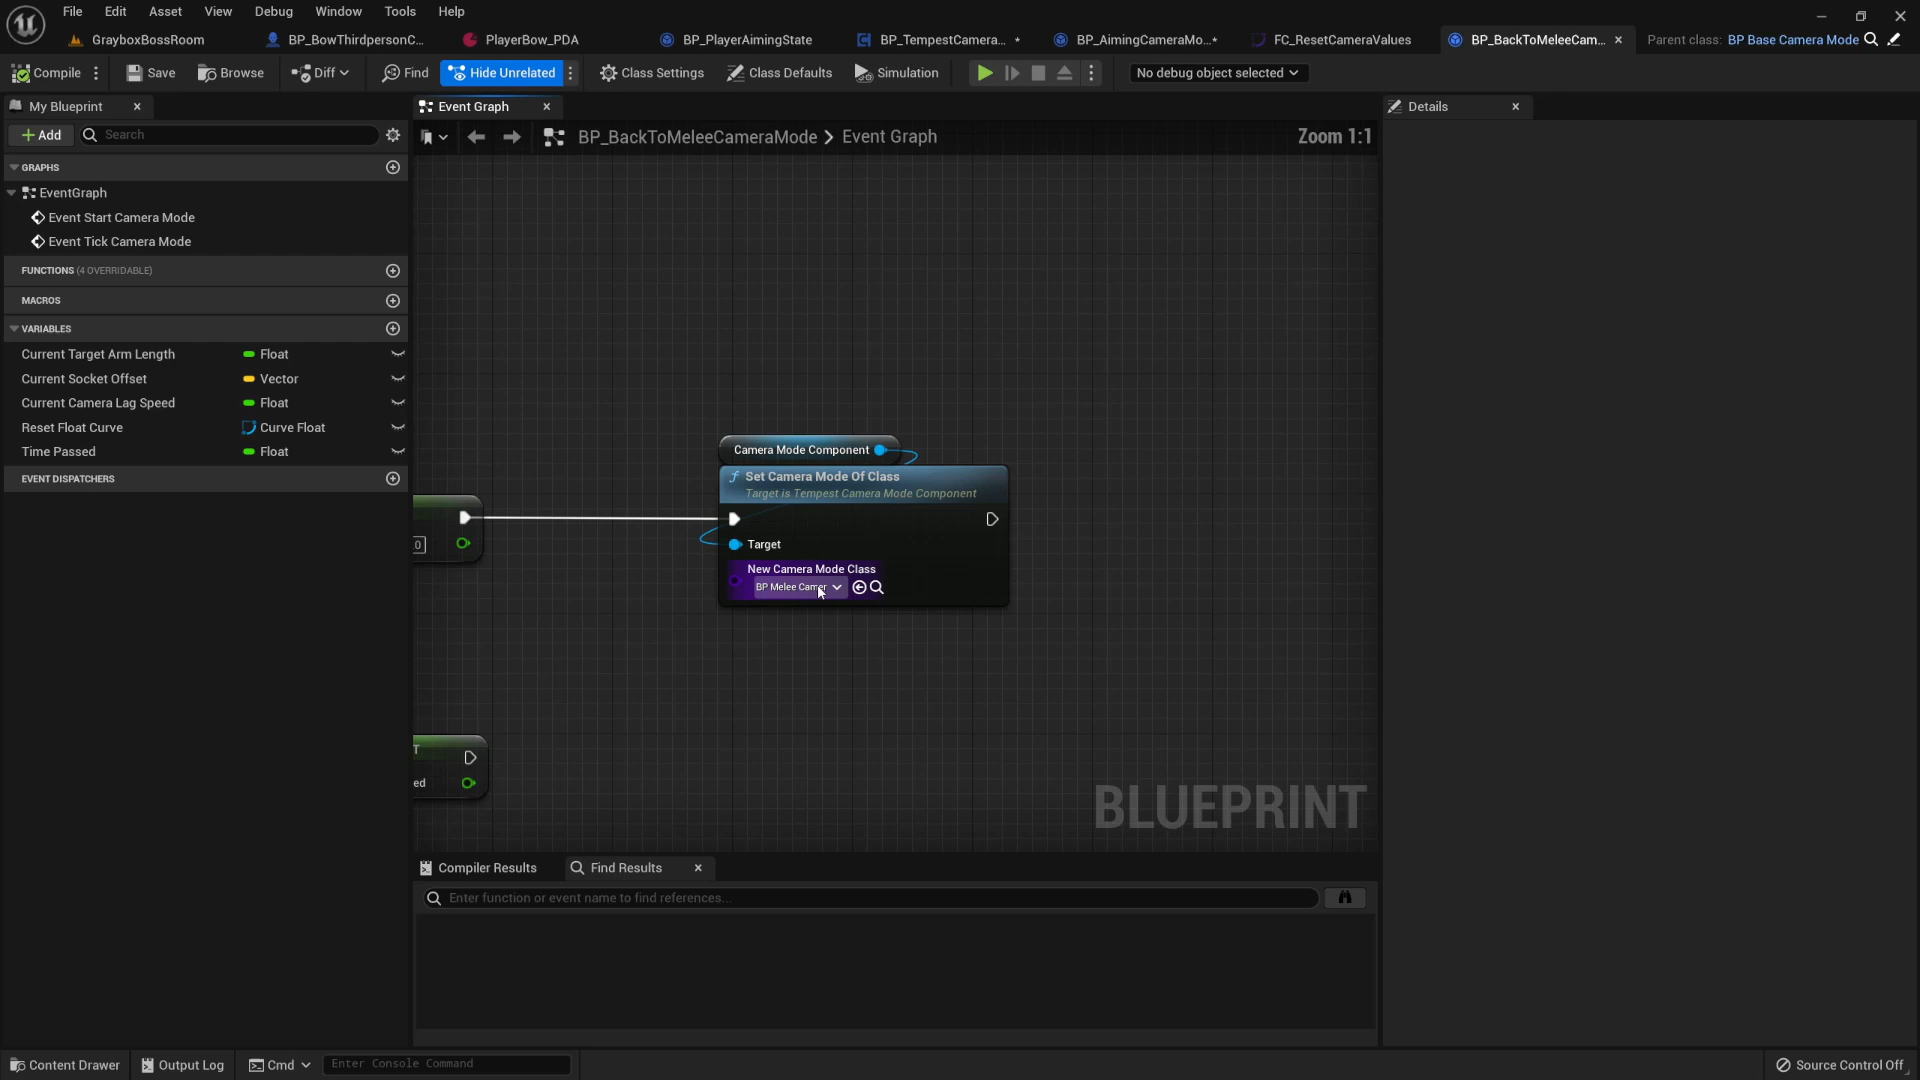 File Edit Asset View Debug Window Tools Help
GrayboxBossRoom BP_BowThirdpersonC... PlayerBow_PDA BP_PlayerAimingState BP_TempestCamera... * BP_AimingCameraMo...* FC_ResetCameraValues BP_BackToMeleeCam... Parent class: BP Base Camera Mode
Compile Save Browse Diff Find Hide Unrelated Class Settings Class Defaults Simulation No debug object selected
My Blueprint Event Graph Details
Add Search BP_BackToMeleeCameraMode > Event Graph Zoom 1:1
GRAPHS
EventGraph
Event Start Camera Mode
Event Tick Camera Mode
FUNCTIONS (4 OVERRIDABLE)
MACROS
VARIABLES
Current Target Arm Length Float
Current Socket Offset Vector
Current Camera Lag Speed Float
Reset Float Curve Curve Float
Time Passed Float
EVENT DISPATCHERS
Camera Mode Component
f Set Camera Mode Of Class
Target is Tempest Camera Mode Component
0
Target
New Camera Mode Class
BP Melee Camer
T
ed
BLUEPRINT
Compiler Results Find Results
Enter function or event name to find references...
Content Drawer Output Log Cmd Enter Console Command Source Control Off